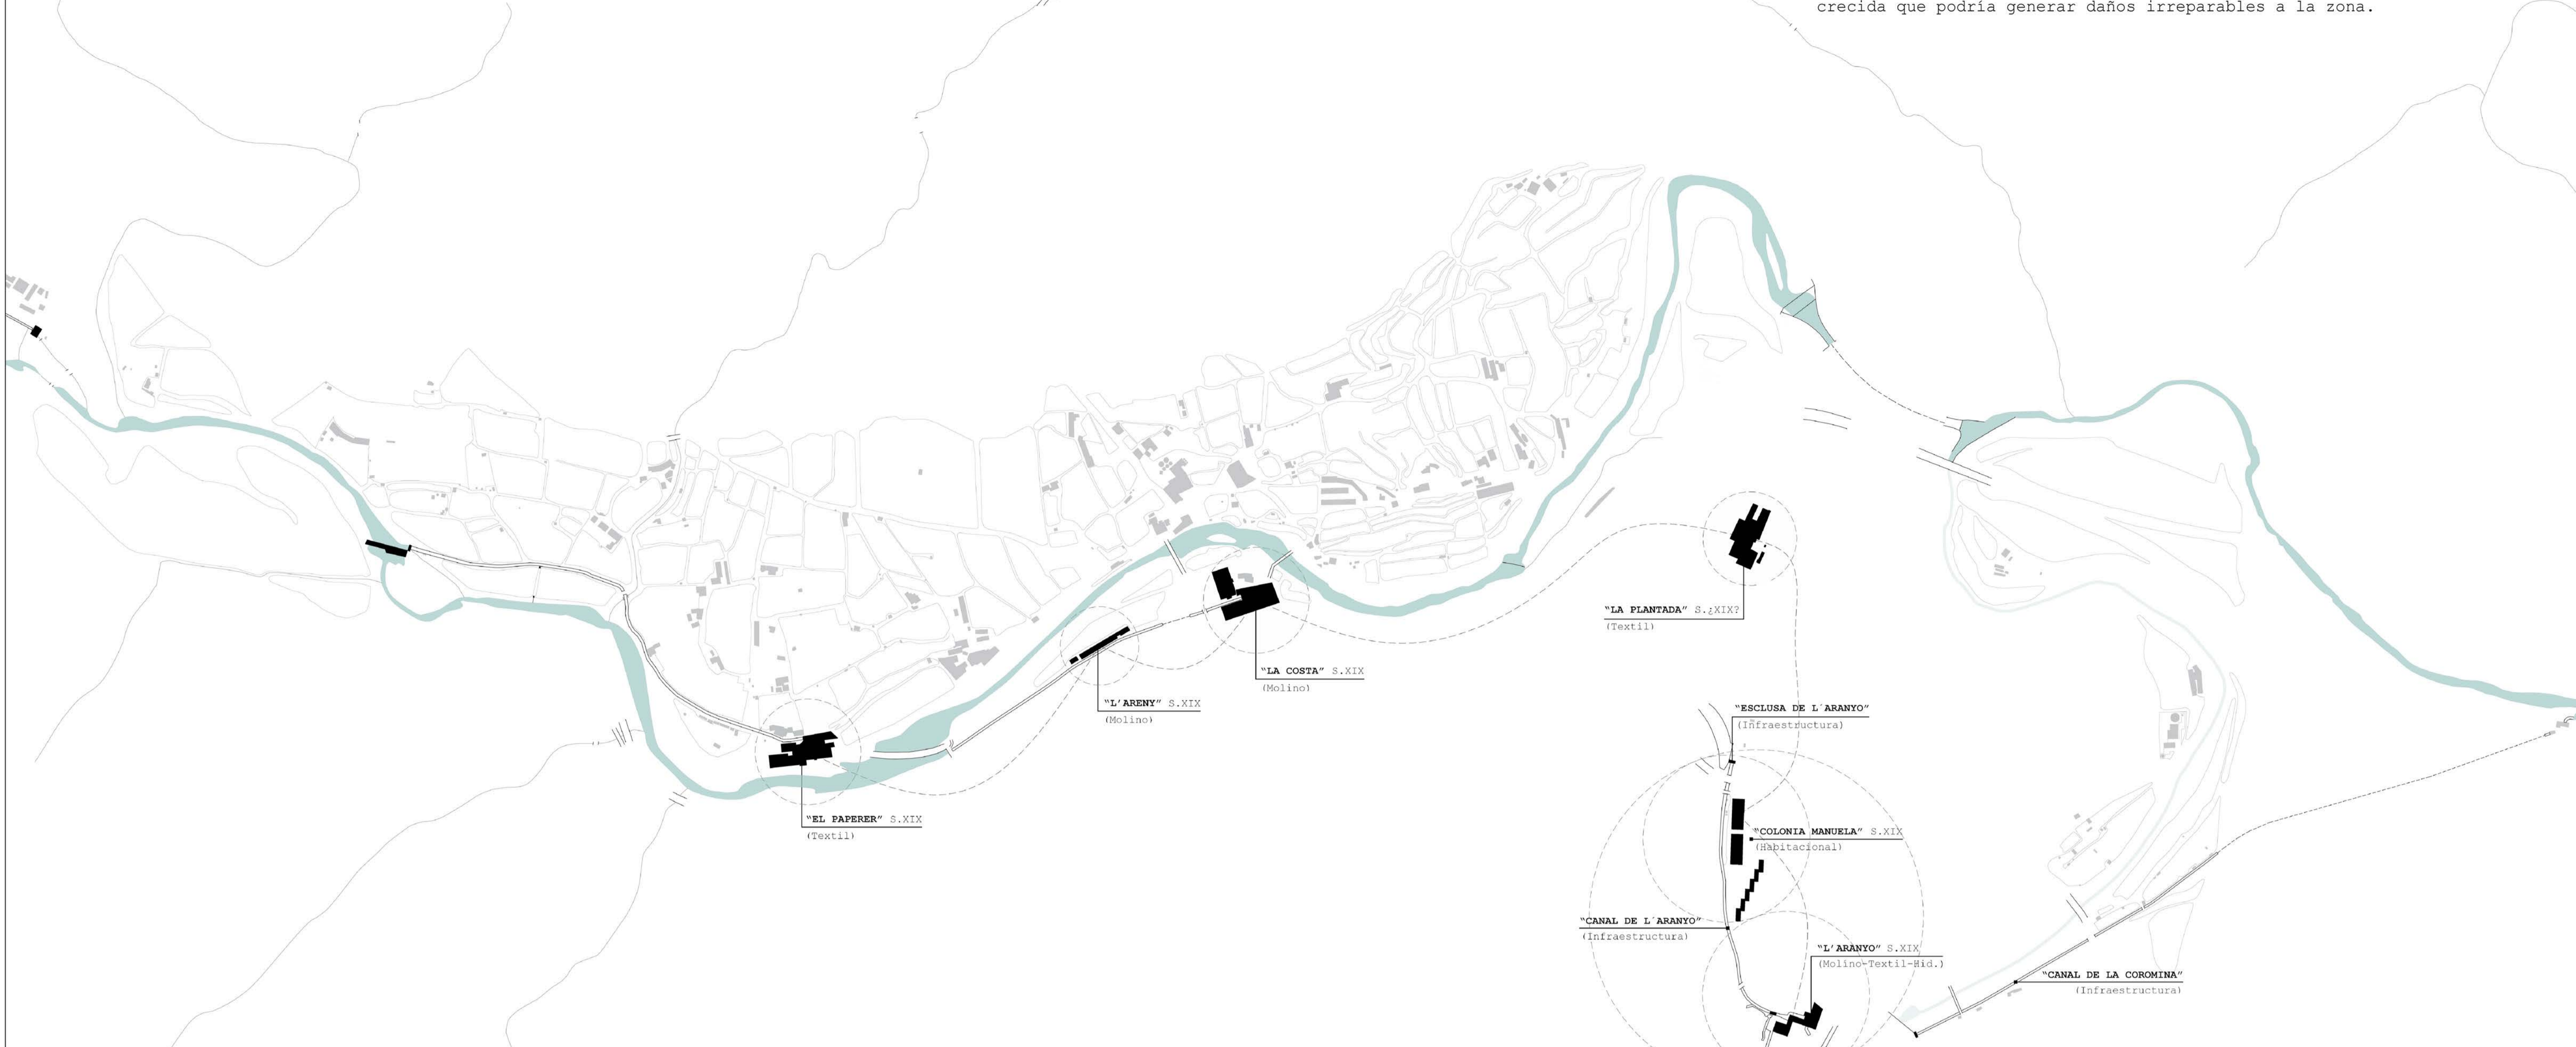 crecida que podría generar daños irreparables a la zona.
"LA PLANTADA" S.¿XIX?
(Textil)
"LA COSTA" S.XIX
(Molino)
"L'ARENY" S.XIX
(Molino)
"ESCLUSA DE L´ARANYO"
(Infraestructura)
"EL PAPERER" S.XIX
(Textil)
"COLONIA MANUELA" S.XIX
(Habitacional)
"CANAL DE L´ARANYO"
(Infraestructura)
"L'ARANYO" S.XIX
(Molino-Textil-Hid.)
"CANAL DE LA COROMINA"
(Infraestructura)